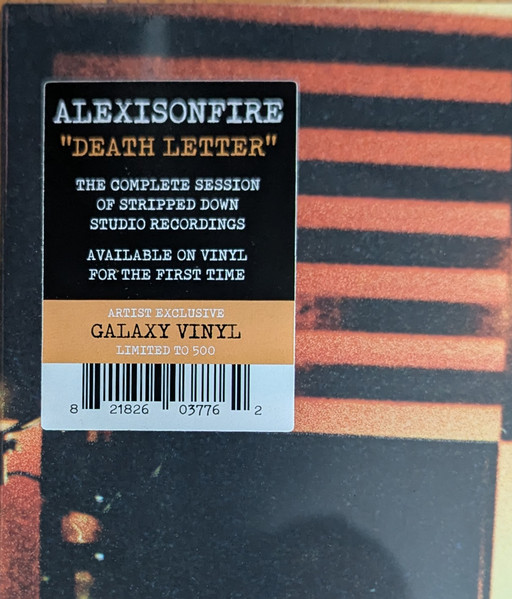 ALEXISONFIRE
"DEATH LETTER"
THE COMPLETE SESSION
OF STRIPPED DOWN
STUDIO RECORDINGS
AVAILABLE ON VINYL
FOR THE FIRST TIME
ARTIST EXCLUSIVE
GALAXY VINYL
LIMITED TO 500
8 21826 03776 2